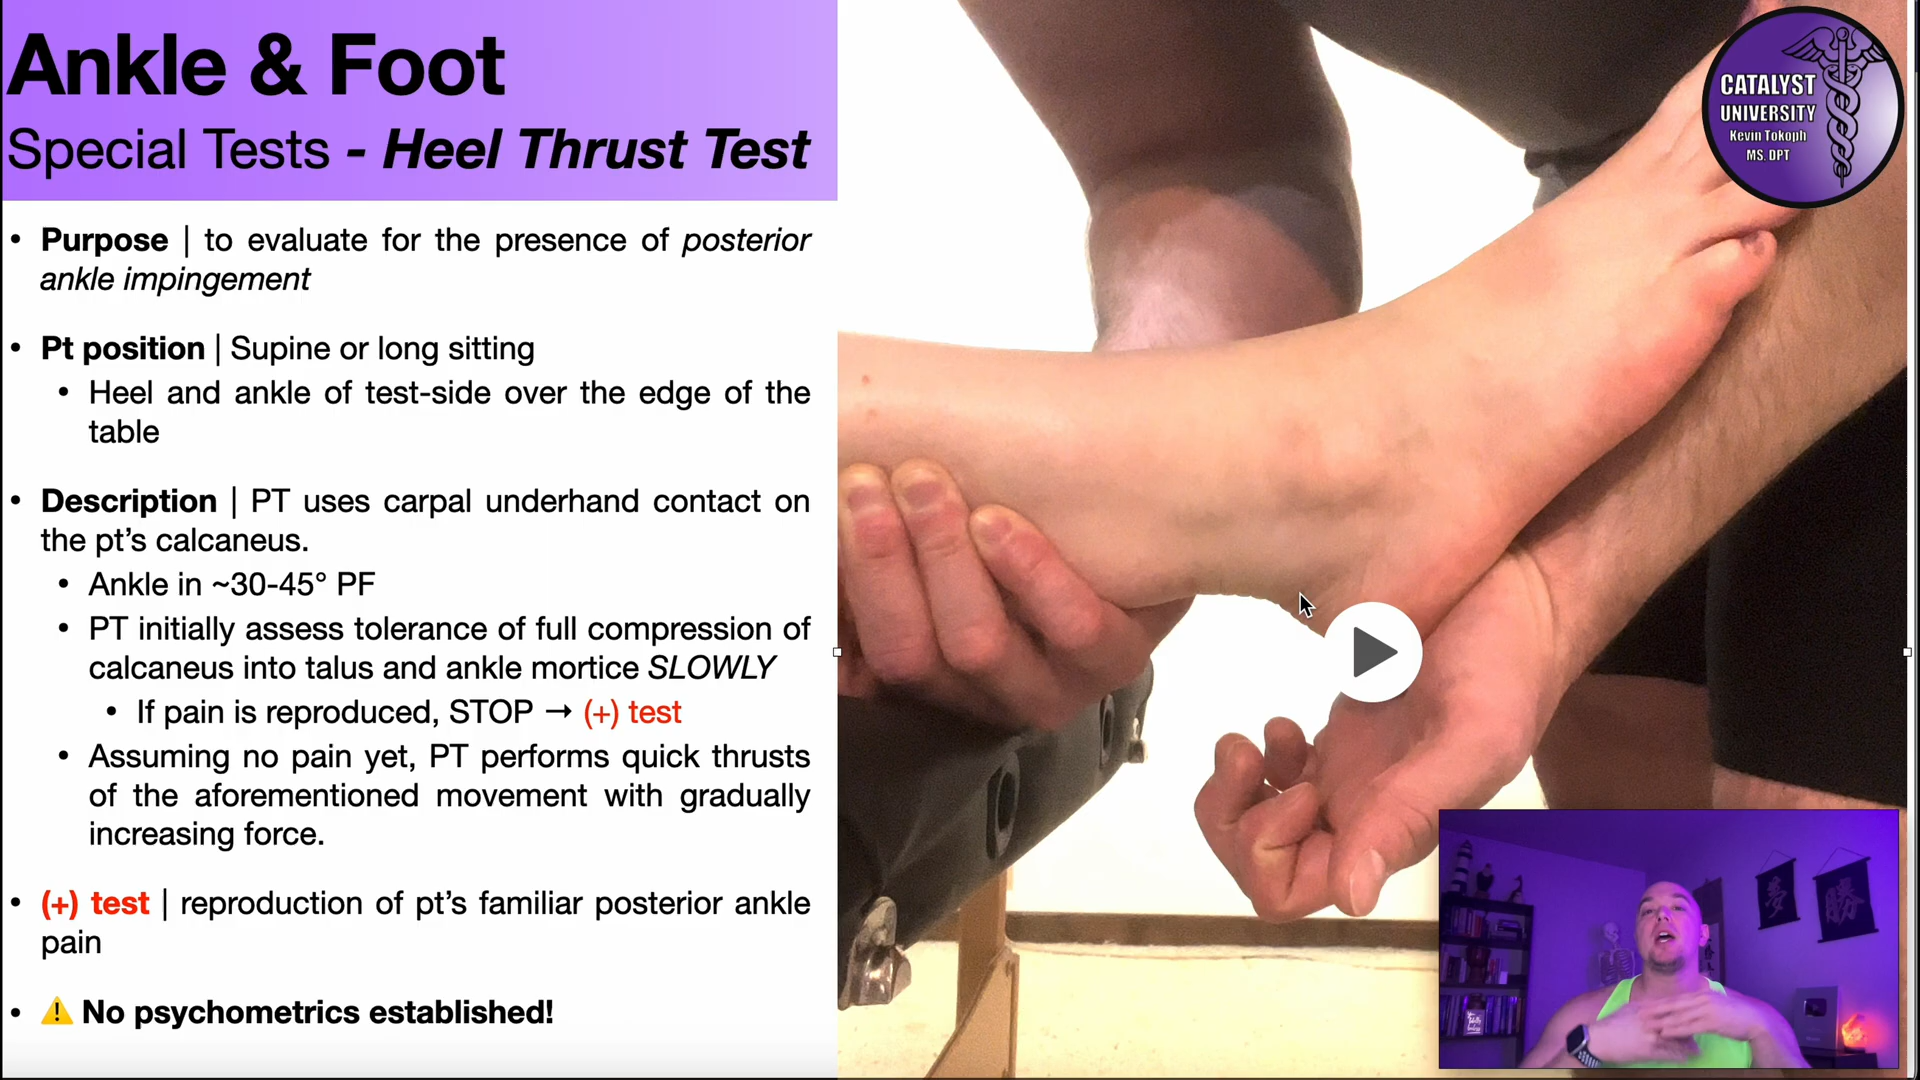 Ankle & Foot
Special Tests - Heel Thrust Test
• Purpose | to evaluate for the presence of posterior
ankle impingement
• Pt position | Supine or long sitting
• Heel and ankle of test-side over the edge of the
table
• Description | PT uses carpal underhand contact on
the pt’s calcaneus.
• Ankle in ~30-45° PF
• PT initially assess tolerance of full compression of
calcaneus into talus and ankle mortice SLOWLY
• If pain is reproduced, STOP → (+) test
• Assuming no pain yet, PT performs quick thrusts
of the aforementioned movement with gradually
increasing force.
• (+) test | reproduction of pt’s familiar posterior ankle
pain
• ⚠️ No psychometrics established!
CATALYST
UNIVERSITY
Kevin Tokoph
MS, DPT
夢
勝